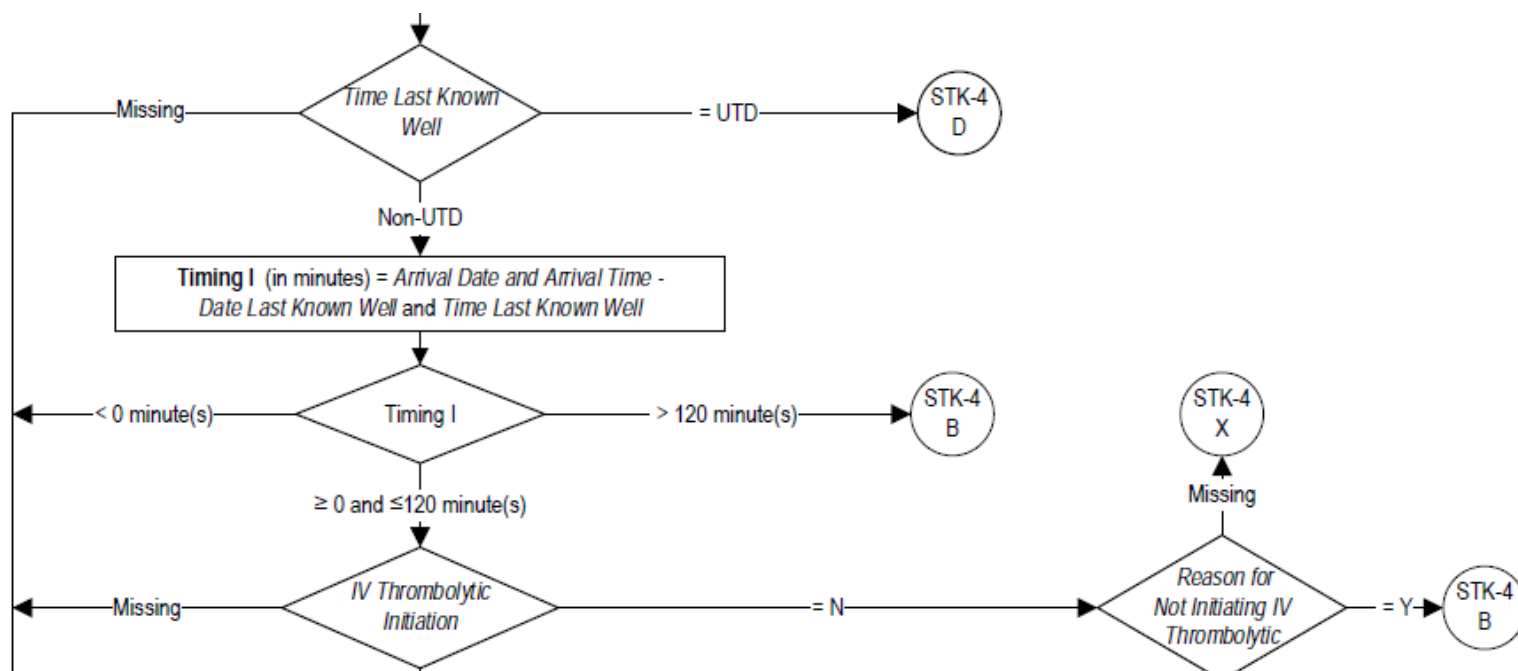 Time Last Known
Well
Missing
= UTD
STK-4
D
Non-UTD
Timing I (in minutes) = Arrival Date and Arrival Time -
Date Last Known Well and Time Last Known Well
< 0 minute(s)
Timing I
> 120 minute(s)
STK-4
B
STK-4
X
≥ 0 and ≤120 minute(s)
Missing
Missing
IV Thrombolytic
Initiation
= N
Reason for
Not Initiating IV
Thrombolytic
= Y
STK-4
B